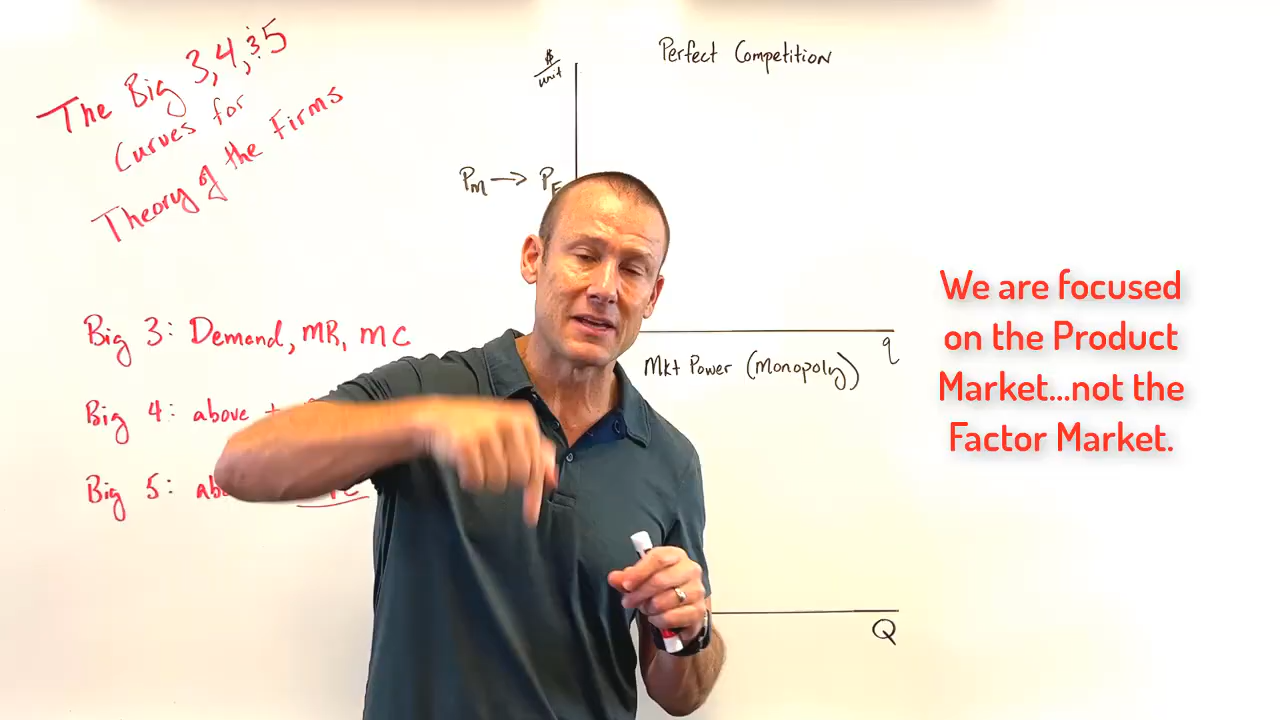 The Big 3, 4, & 5
Curves for
Theory of the Firms
Big 3: Demand, MR, MC
Big 4: above +
Big 5:
$
unit
Perfect Competition
PM → PF
q
Mkt Power (Monopoly)
Q
We are focused
on the Product
Market...not the
Factor Market.